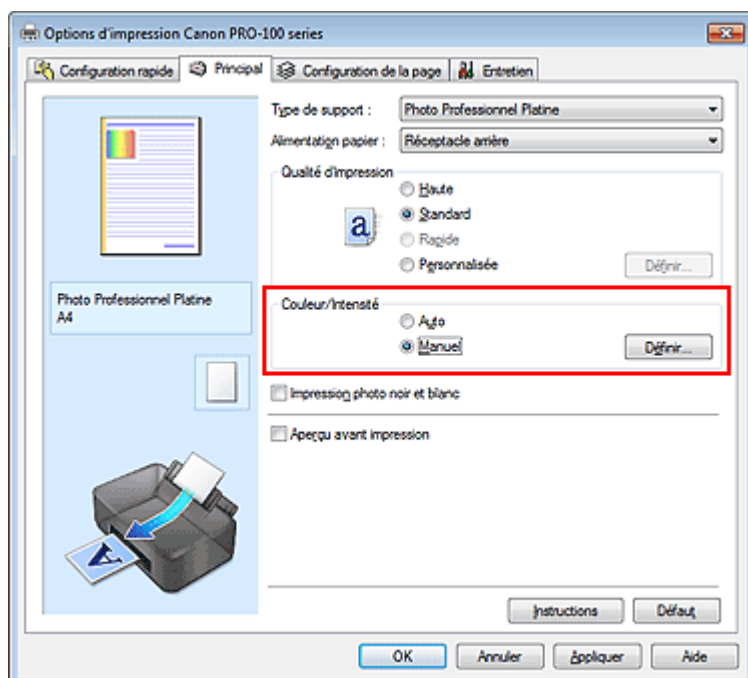 Options d'impression Canon PRO-100 series
Configuration rapide
Principal
Configuration de la page
Entretien
Type de support :
Photo Professionnel Platine
Alimentation papier :
Réceptacle arrière
Qualité d'impression
Haute
a
Standard
Rapide
Personnalisée
Définir...
Couleur/Intensité
Auto
Manuel
Définir...
Photo Professionnel Platine
A4
Impression photo noir et blanc
Aperçu avant impression
A
Instructions
Défaut
OK
Annuler
Appliquer
Aide